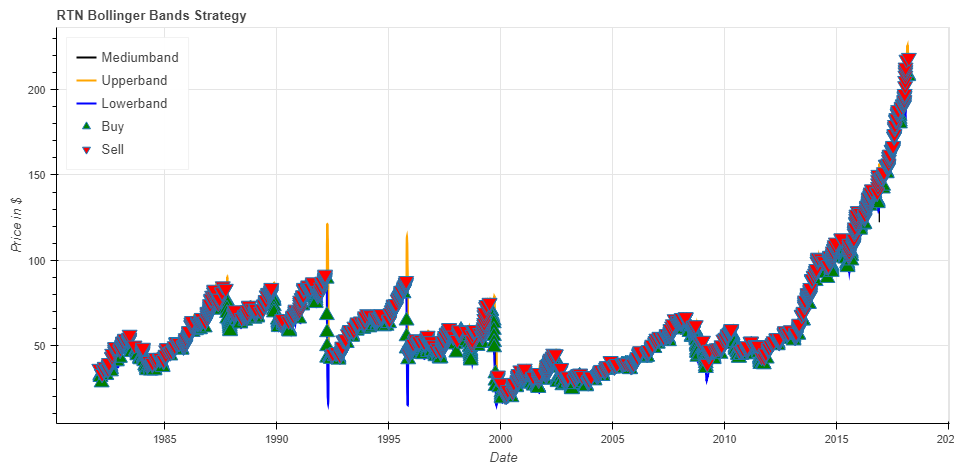 RTN Bollinger Bands Strategy
Mediumband
Upperband
Lowerband
Buy
Sell
200
150
100
50
Price in $
1985
1990
1995
2000
2005
2010
2015
202
Date